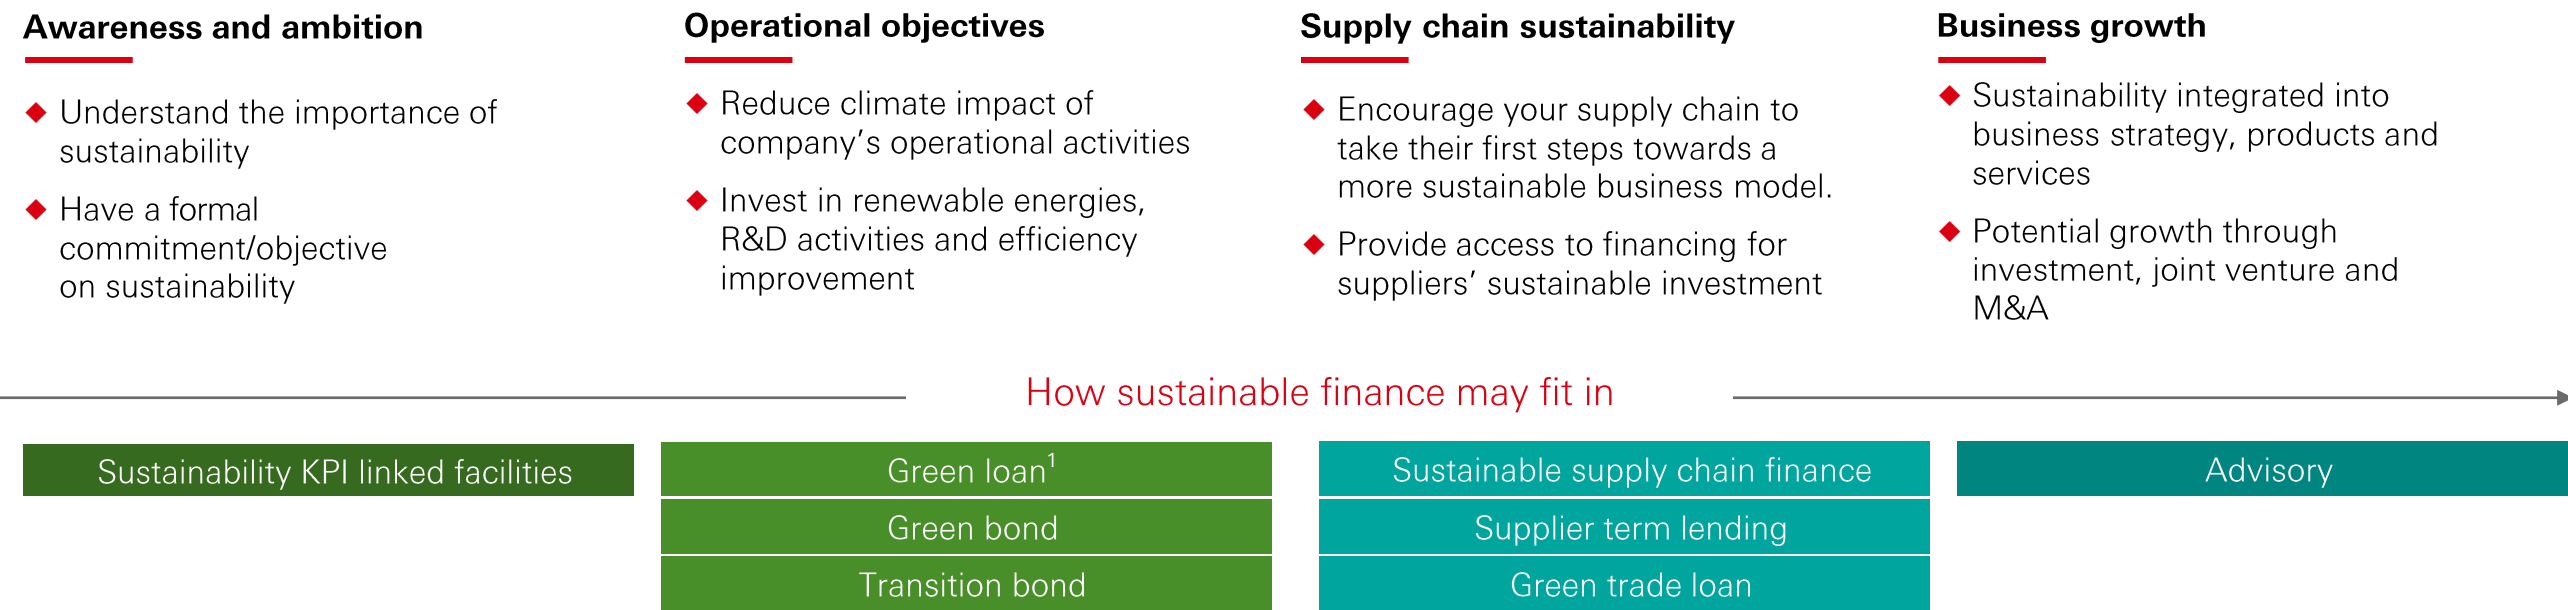 Awareness and ambition
Understand the importance of
sustainability
Have a formal
commitment/objective
on sustainability
Operational objectives
Reduce climate impact of
company’s operational activities
Invest in renewable energies,
R&D activities and efficiency
improvement
Supply chain sustainability
Encourage your supply chain to
take their first steps towards a
more sustainable business model.
Provide access to financing for
suppliers’ sustainable investment
Business growth
Sustainability integrated into
business strategy, products and
services
Potential growth through
investment, joint venture and
M&A
How sustainable finance may fit in
Sustainability KPI linked facilities
Green loan¹
Green bond
Transition bond
Sustainable supply chain finance
Supplier term lending
Green trade loan
Advisory